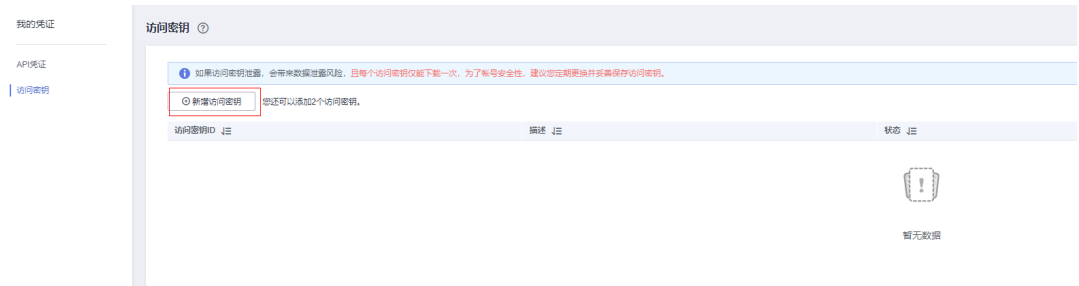 我的凭证
API凭证
访问密钥
访问密钥
如果访问密钥泄露，会带来数据泄露风险，且每个访问密钥仅能下载一次，为了帐号安全性，建议您定期更换并妥善保存访问密钥。
新增访问密钥 您还可以添加2个访问密钥。
访问密钥ID 描述 状态
暂无数据